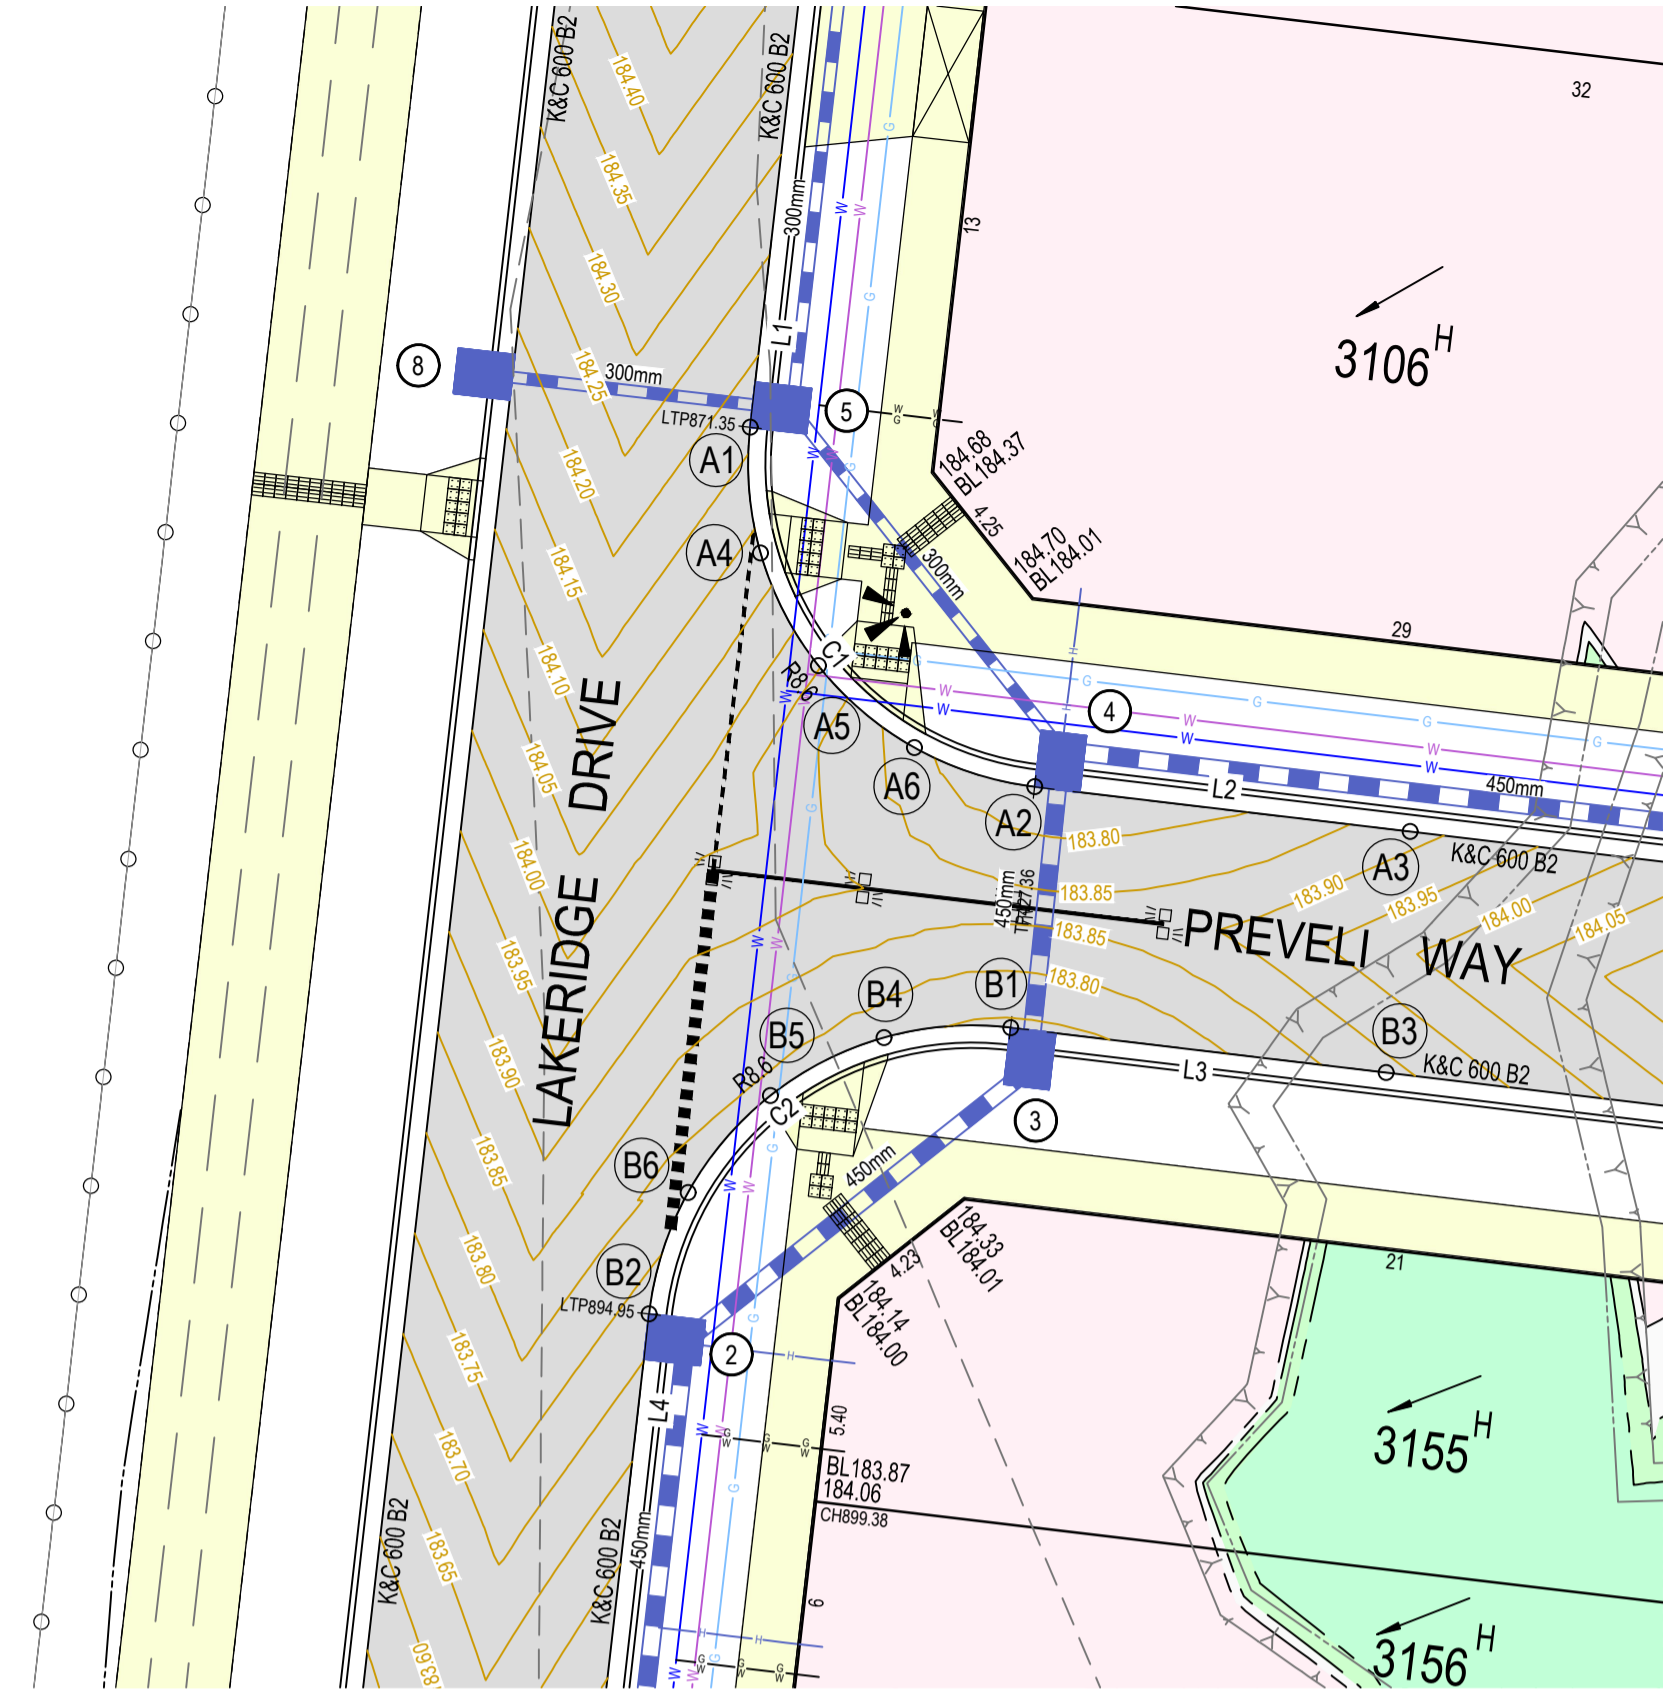 K&C 600 B2
K&C 600 B2
184.40
32
184.35
300mm
13
184.30
L1
3106 H
8
300mm
184.25
5
LTP871.35
W
G
A1
184.68
BL184.37
184.20
4.25
184.70
BL184.01
A4
300mm
184.15
29
C1
R8.6
184.10
A5
4
LAKERIDGE DRIVE
184.05
A6
L2
450mm
A2
183.80
184.00
A3
K&C 600 B2
450mm
183.85
183.90
183.95
184.00
184.05
183.85
PREVELI WAY
183.95
183.80
B4
B1
B5
B3
K&C 600 B2
183.90
R8.6
L3
C2
3
183.85
B6
450mm
184.33
BL184.01
183.80
B2
4.23
21
LTP894.95
184.14
BL184.00
2
H
183.75
L4
5.40
3155 H
183.70
BL183.87
184.06
CH899.38
K&C 600 B2
K&C 600 B2
450mm
183.65
6
H
H
3156 H
183.60